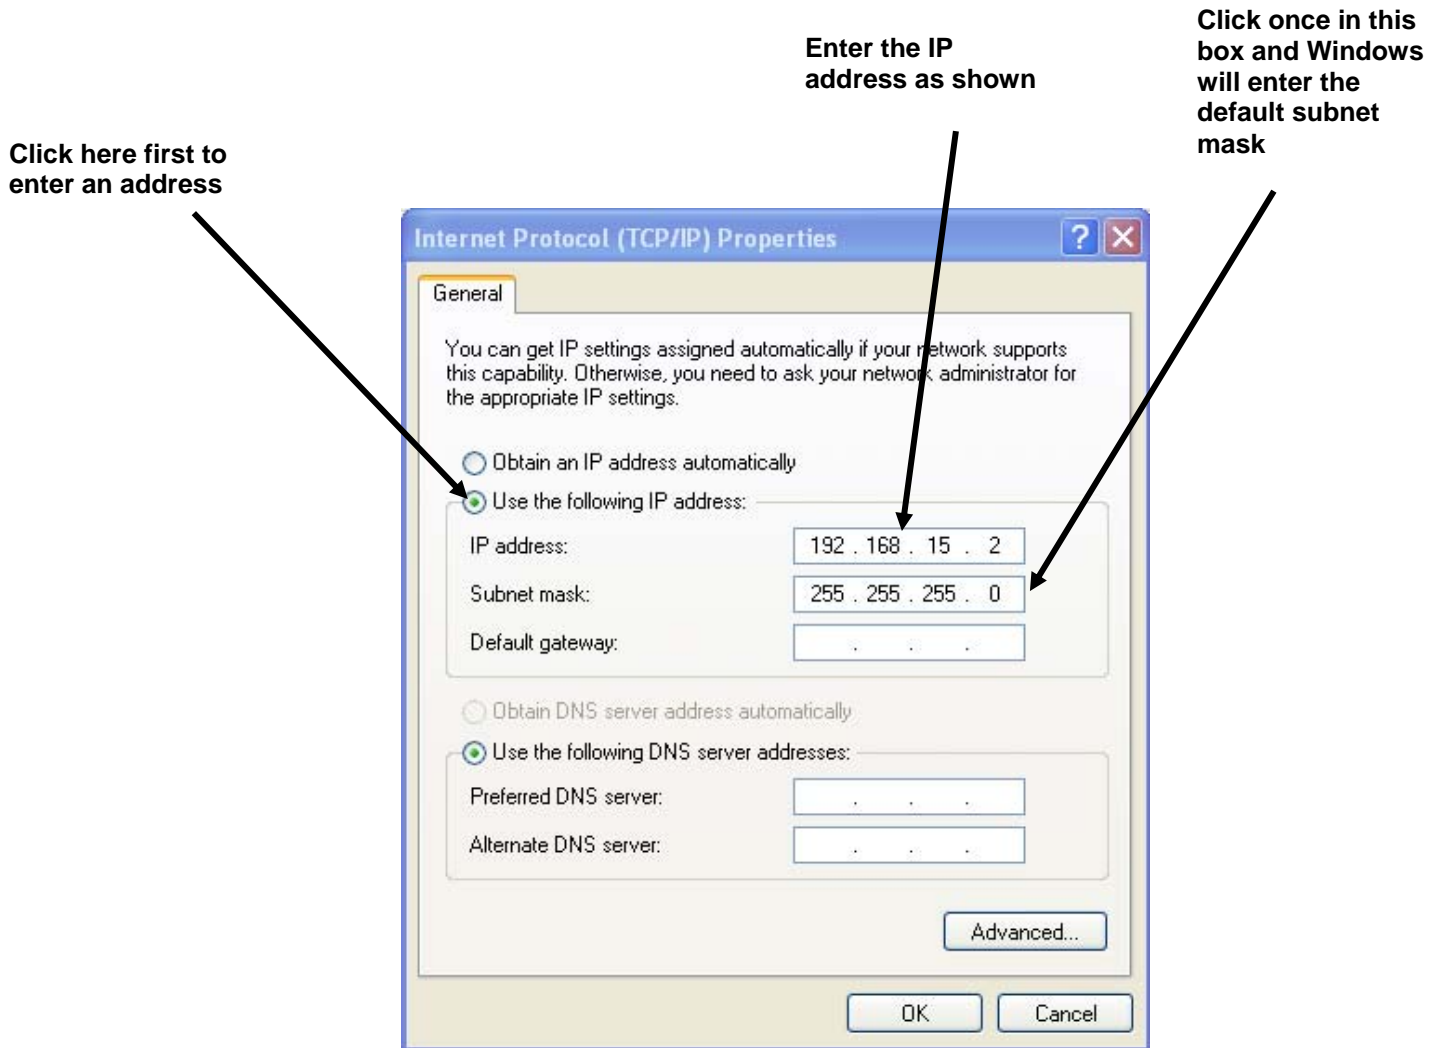 Click once in this
box and Windows
will enter the
default subnet
mask
Enter the IP
address as shown
Click here first to
enter an address
Internet Protocol (TCP/IP) Properties
General
You can get IP settings assigned automatically if your network supports
this capability. Otherwise, you need to ask your network administrator for
the appropriate IP settings.
Obtain an IP address automatically
Use the following IP address:
IP address: 192 . 168 . 15 . 2
Subnet mask: 255 . 255 . 255 . 0
Default gateway: . . .
Obtain DNS server address automatically
Use the following DNS server addresses:
Preferred DNS server: . . .
Alternate DNS server: . . .
Advanced...
OK Cancel